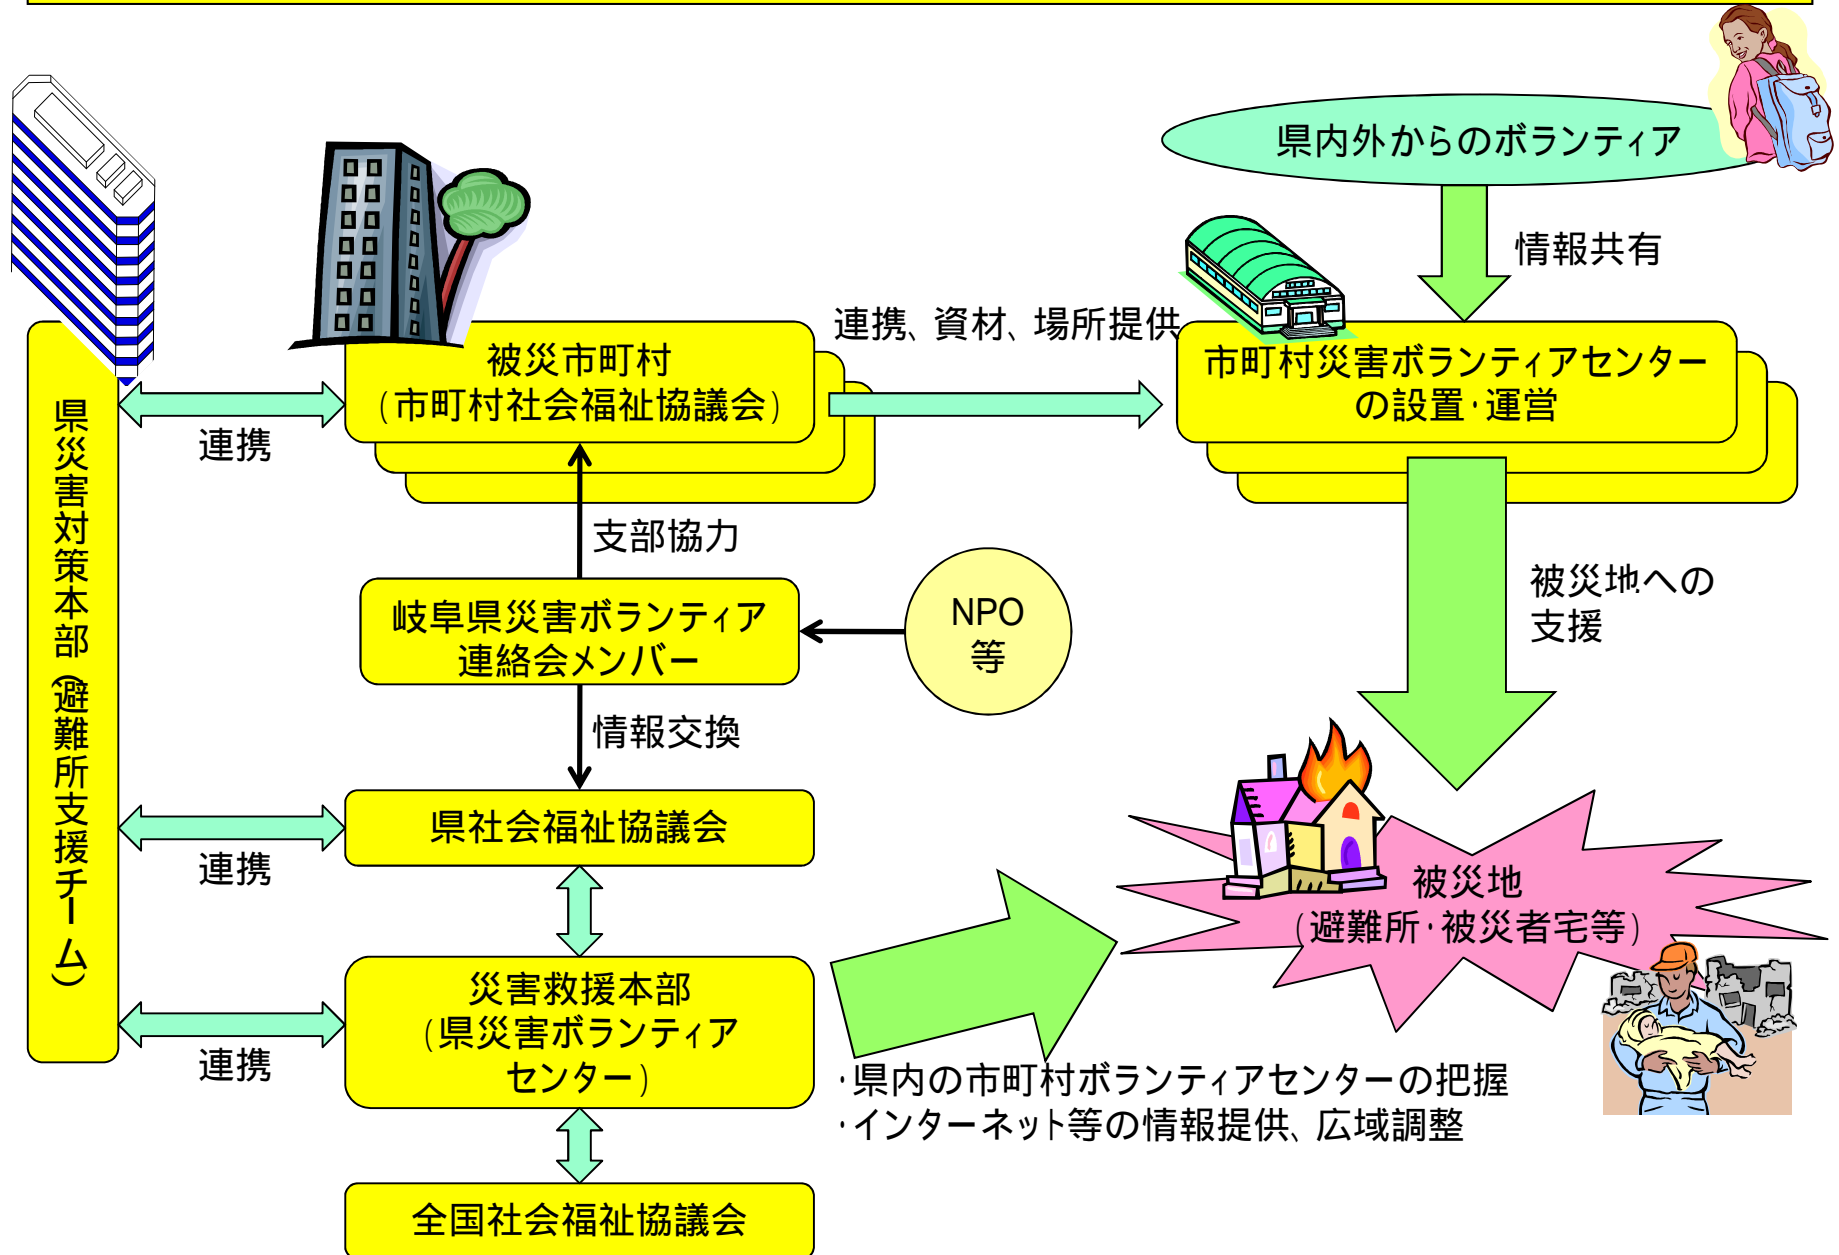 県内外からのボランティア
情報共有
連携、資材、場所提供
被災市町村
(市町村社会福祉協議会)
市町村災害ボランティアセンター
の設置・運営
連携
県災害対策本部(避難所支援チーム)
支部協力
岐阜県災害ボランティア
連絡会メンバー
NPO
等
被災地への
支援
情報交換
県社会福祉協議会
連携
被災地
(避難所・被災者宅等)
災害救援本部
(県災害ボランティア
センター)
連携
・県内の市町村ボランティアセンターの把握
・インターネット等の情報提供、広域調整
全国社会福祉協議会